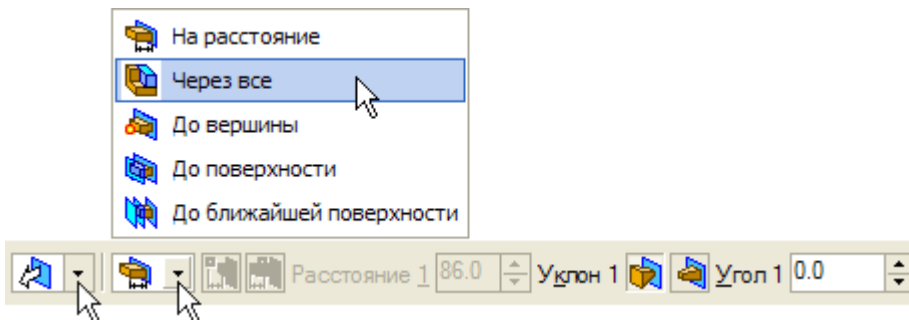 На расстояние
Через все
До вершины
До поверхности
До ближайшей поверхности
Расстояние 1 86.0 Уклон 1 Угол 1 0.0